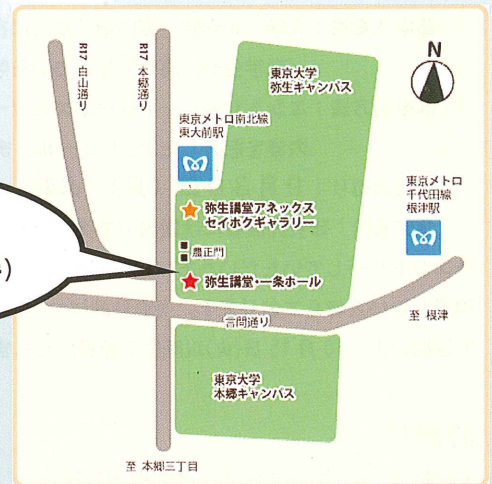 R17 白山通り
R17 本郷通り
東京大学
弥生キャンパス
N
東京メトロ南北線
東大前駅
東京メトロ
千代田線
根津駅
弥生講堂アネックス
セイホクギャラリー
農正門
弥生講堂・一条ホール
言問通り
至 根津
東京大学
本郷キャンパス
至 本郷三丁目